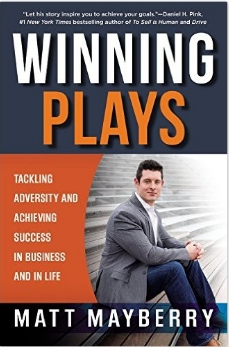 "Let his story inspire you to achieve your goals."—Daniel H. Pink,
#1 New York Times bestselling author of To Sell is Human and Drive
WINNING
PLAYS
TACKLING
ADVERSITY AND
ACHIEVING
SUCCESS
IN BUSINESS
AND IN LIFE
MATT MAYBERRY